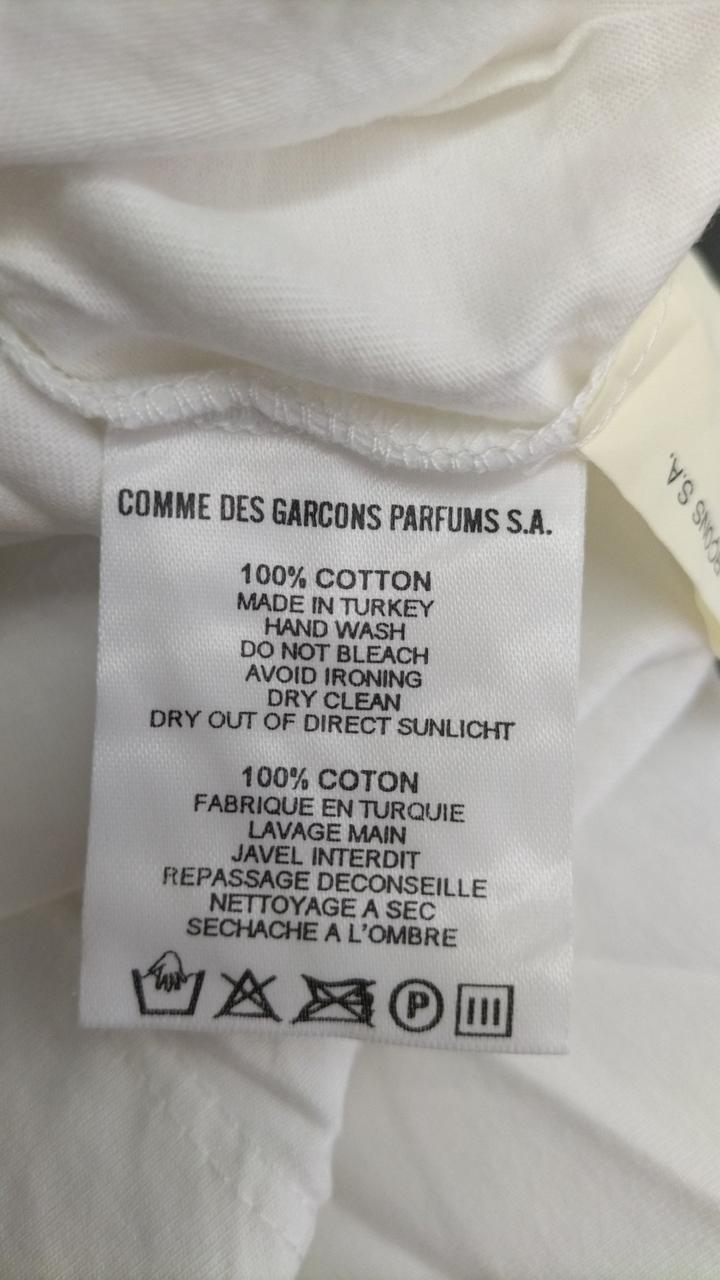 COMME DES GARCONS PARFUMS S.A.
100% COTTON
MADE IN TURKEY
HAND WASH
DO NOT BLEACH
AVOID IRONING
DRY CLEAN
DRY OUT OF DIRECT SUNLICHT
100% COTON
FABRIQUE EN TURQUIE
LAVAGE MAIN
JAVEL INTERDIT
REPASSAGE DECONSEILLE
NETTOYAGE A SEC
SECHACHE A L'OMBRE
P
S.A.